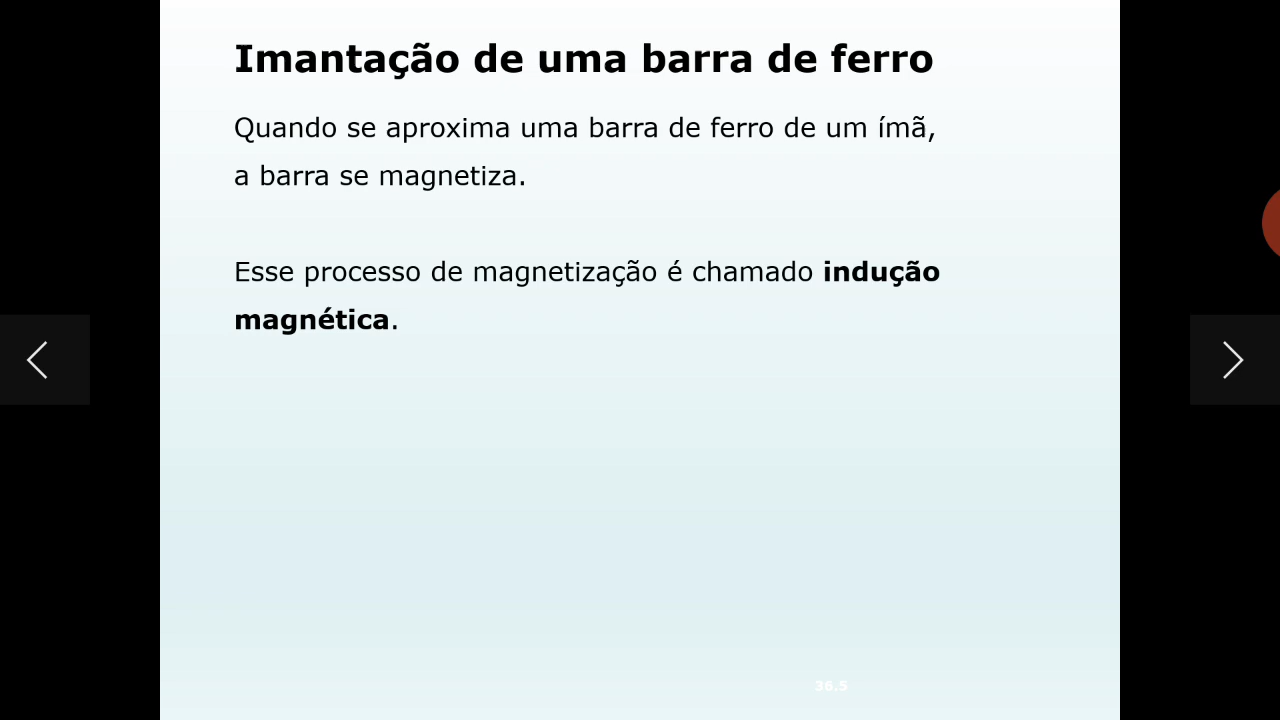 Imantação de uma barra de ferro
Quando se aproxima uma barra de ferro de um ímã,
a barra se magnetiza.
Esse processo de magnetização é chamado indução
magnética.
36.5